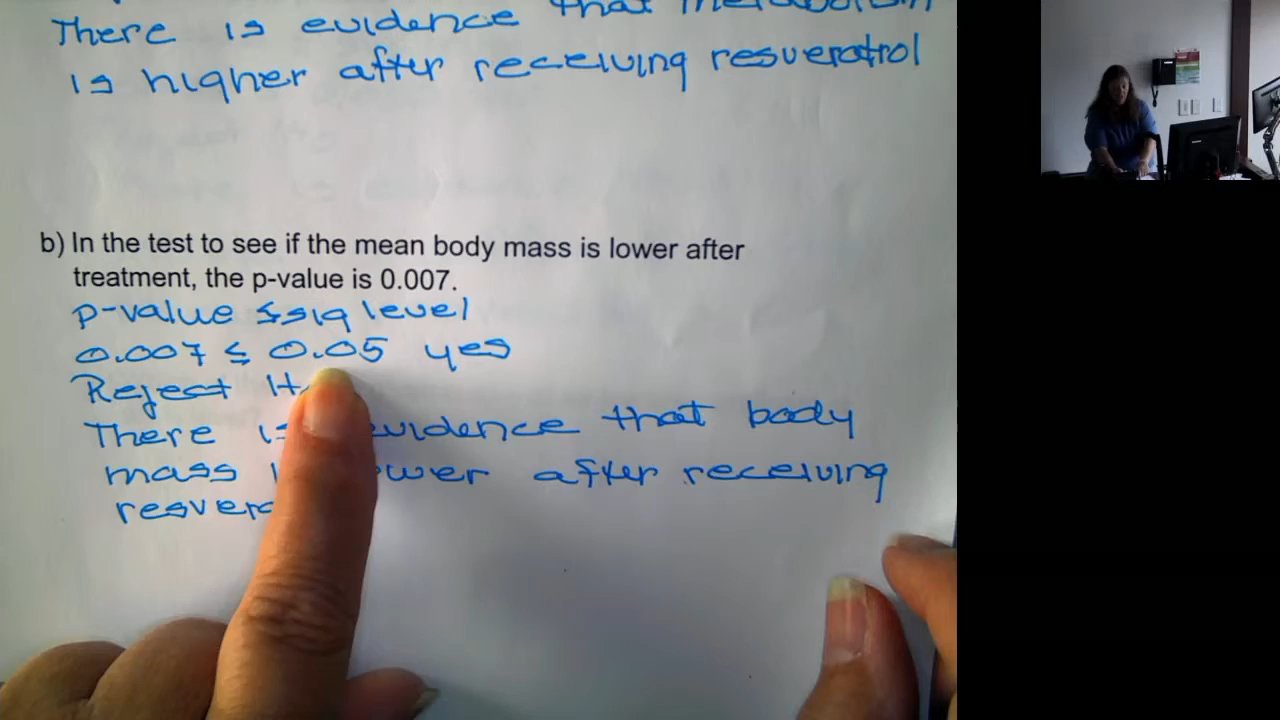 There is evidence that metabolism
is higher after receiving resveratrol
b) In the test to see if the mean body mass is lower after
treatment, the p-value is 0.007.
p-value ≤ sig level
0.007 ≤ 0.05 yes
Reject
There evidence that body
mass lower after receiving